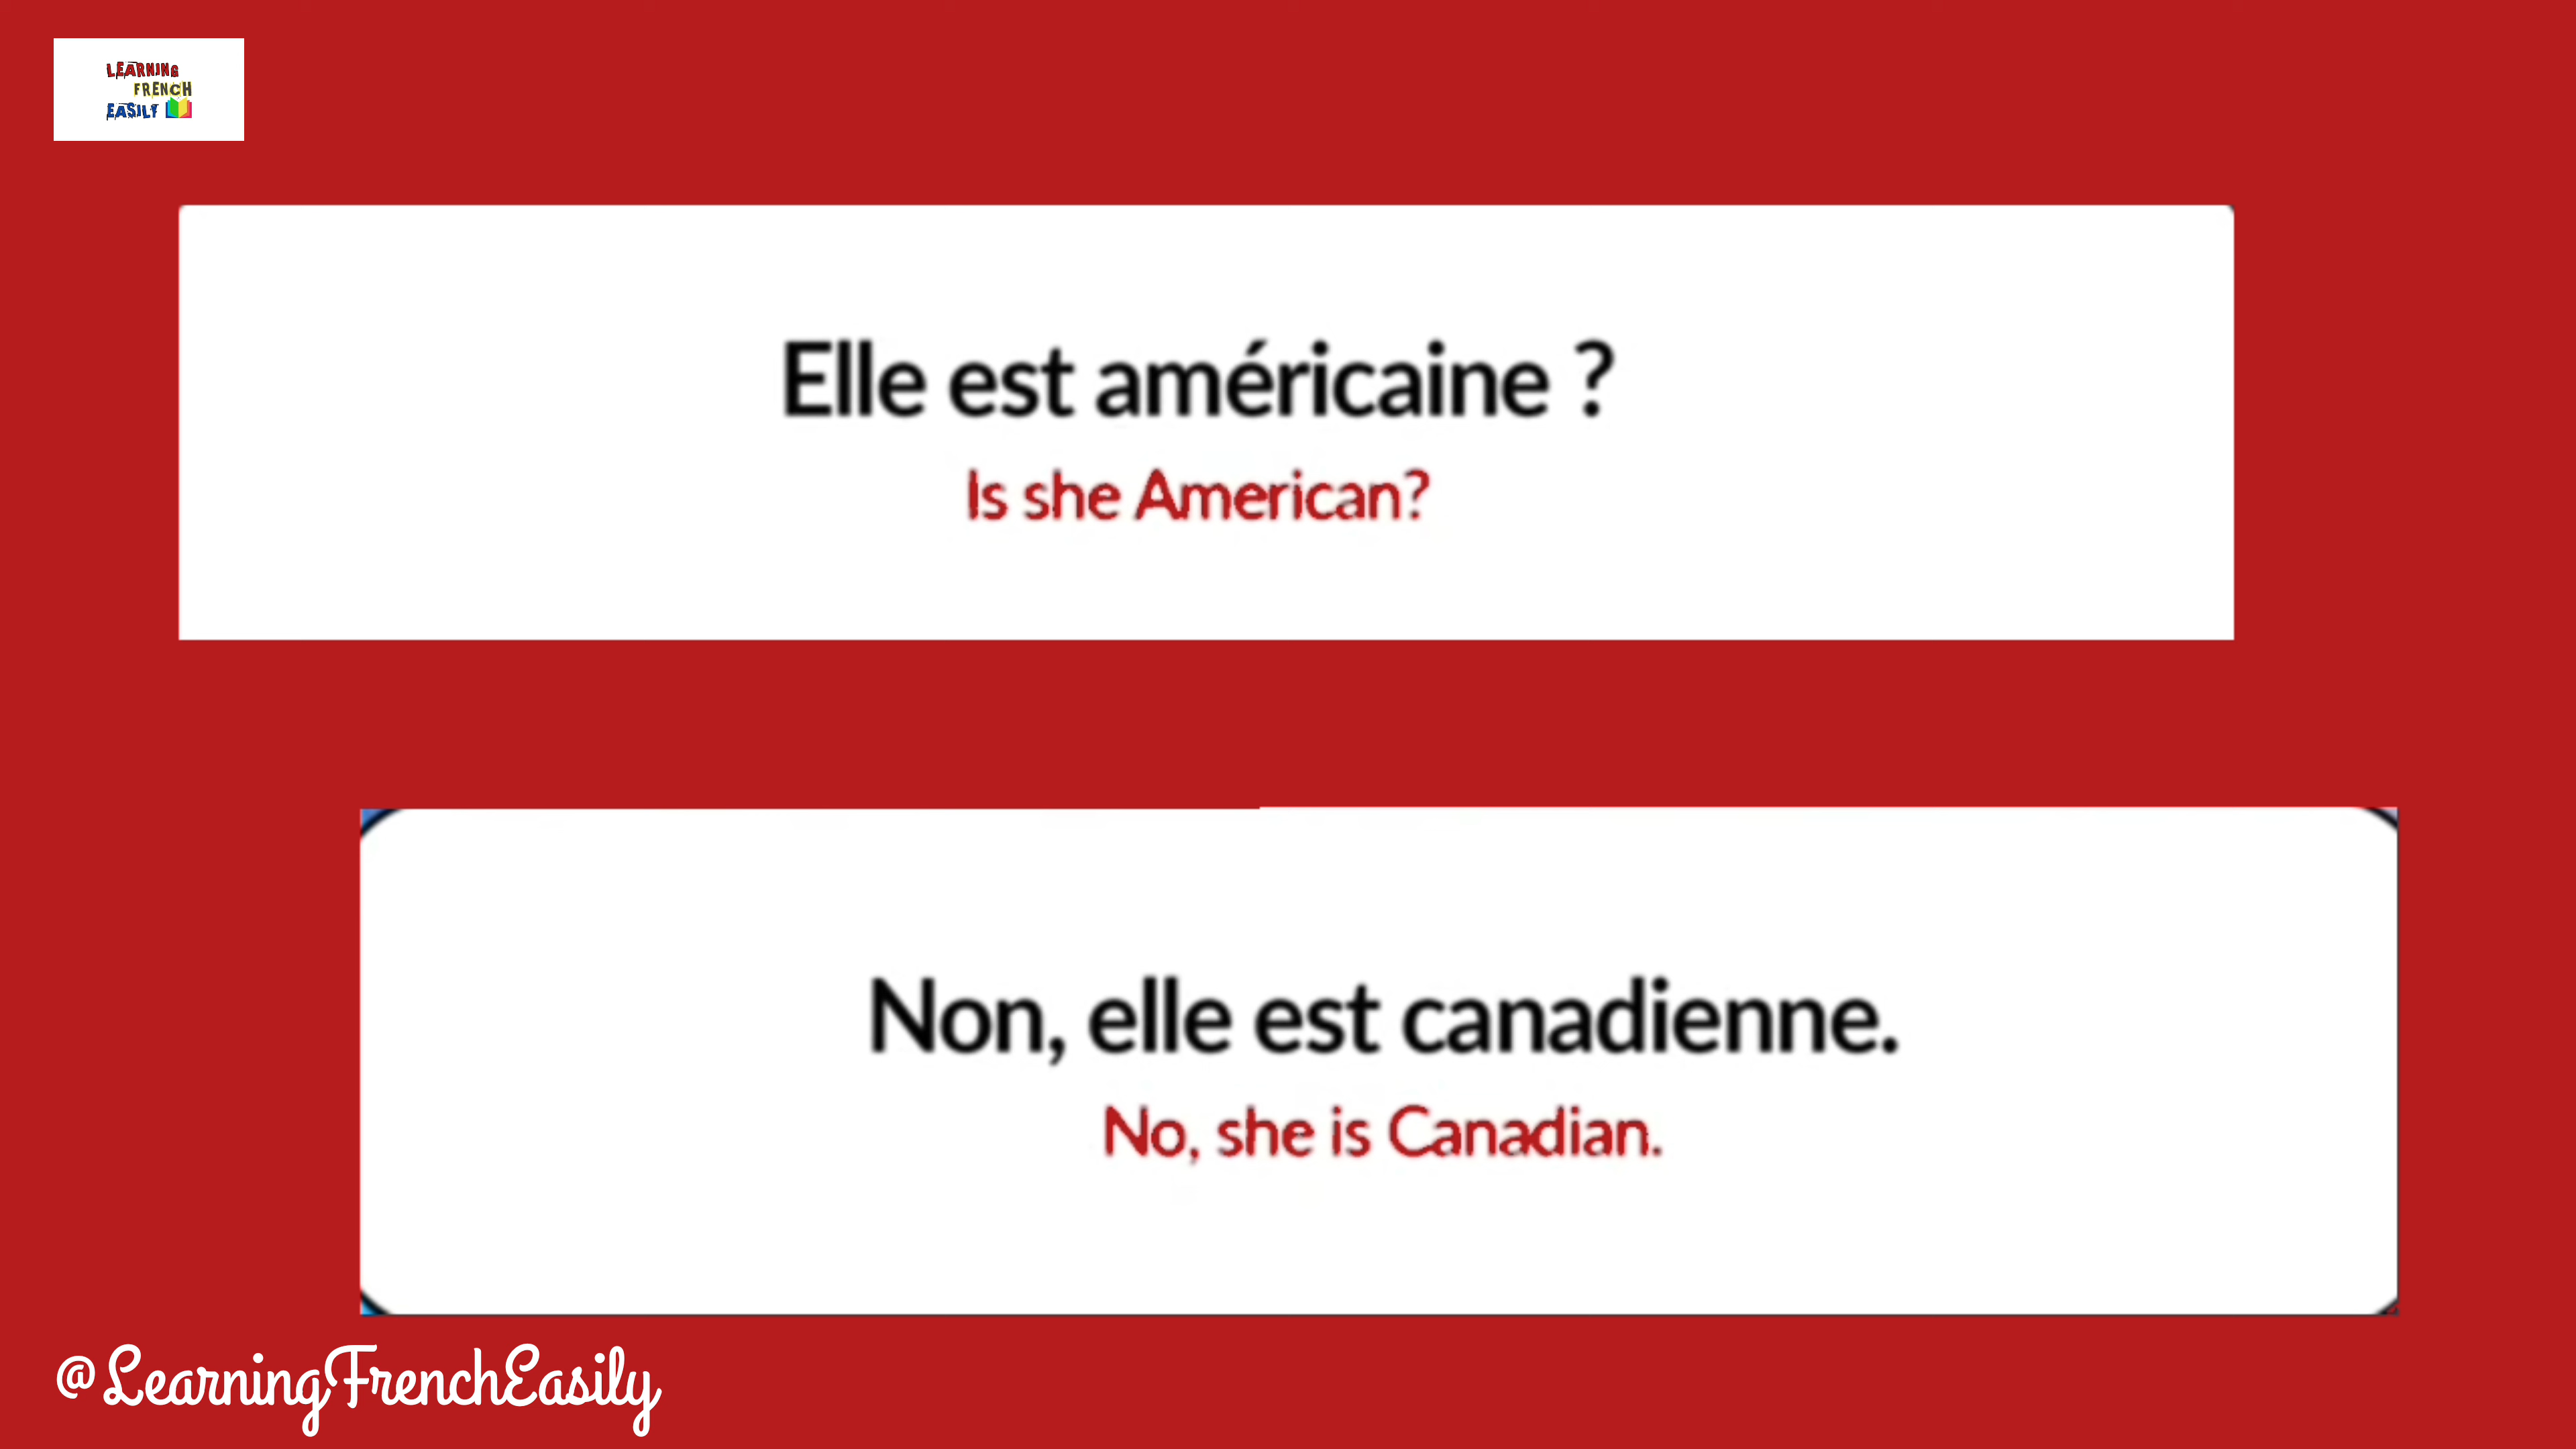 LEARNING
FRENCH
EASILY
Elle est américaine ?
Is she American?
Non, elle est canadienne.
No, she is Canadian.
@LearningFrenchEasily